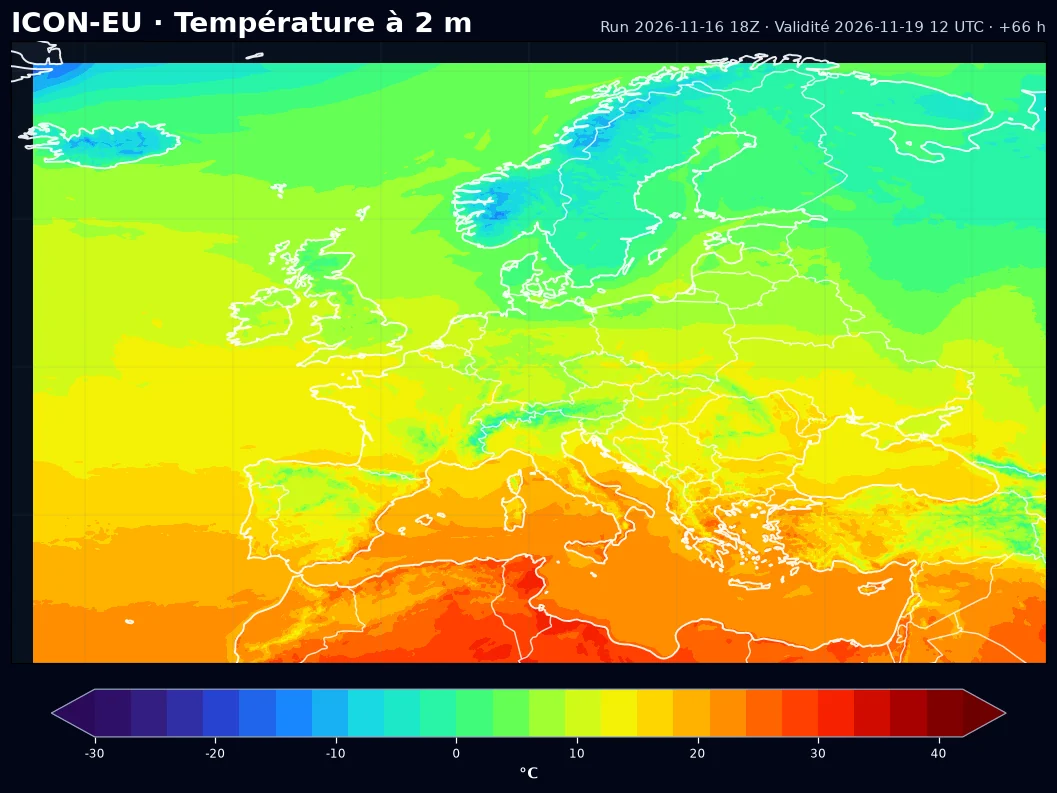 ICON-EU · Température à 2 m
Run 2026-11-16 18Z · Validité 2026-11-19 12 UTC · +66 h
-30 -20 -10 0 10 20 30 40
°C